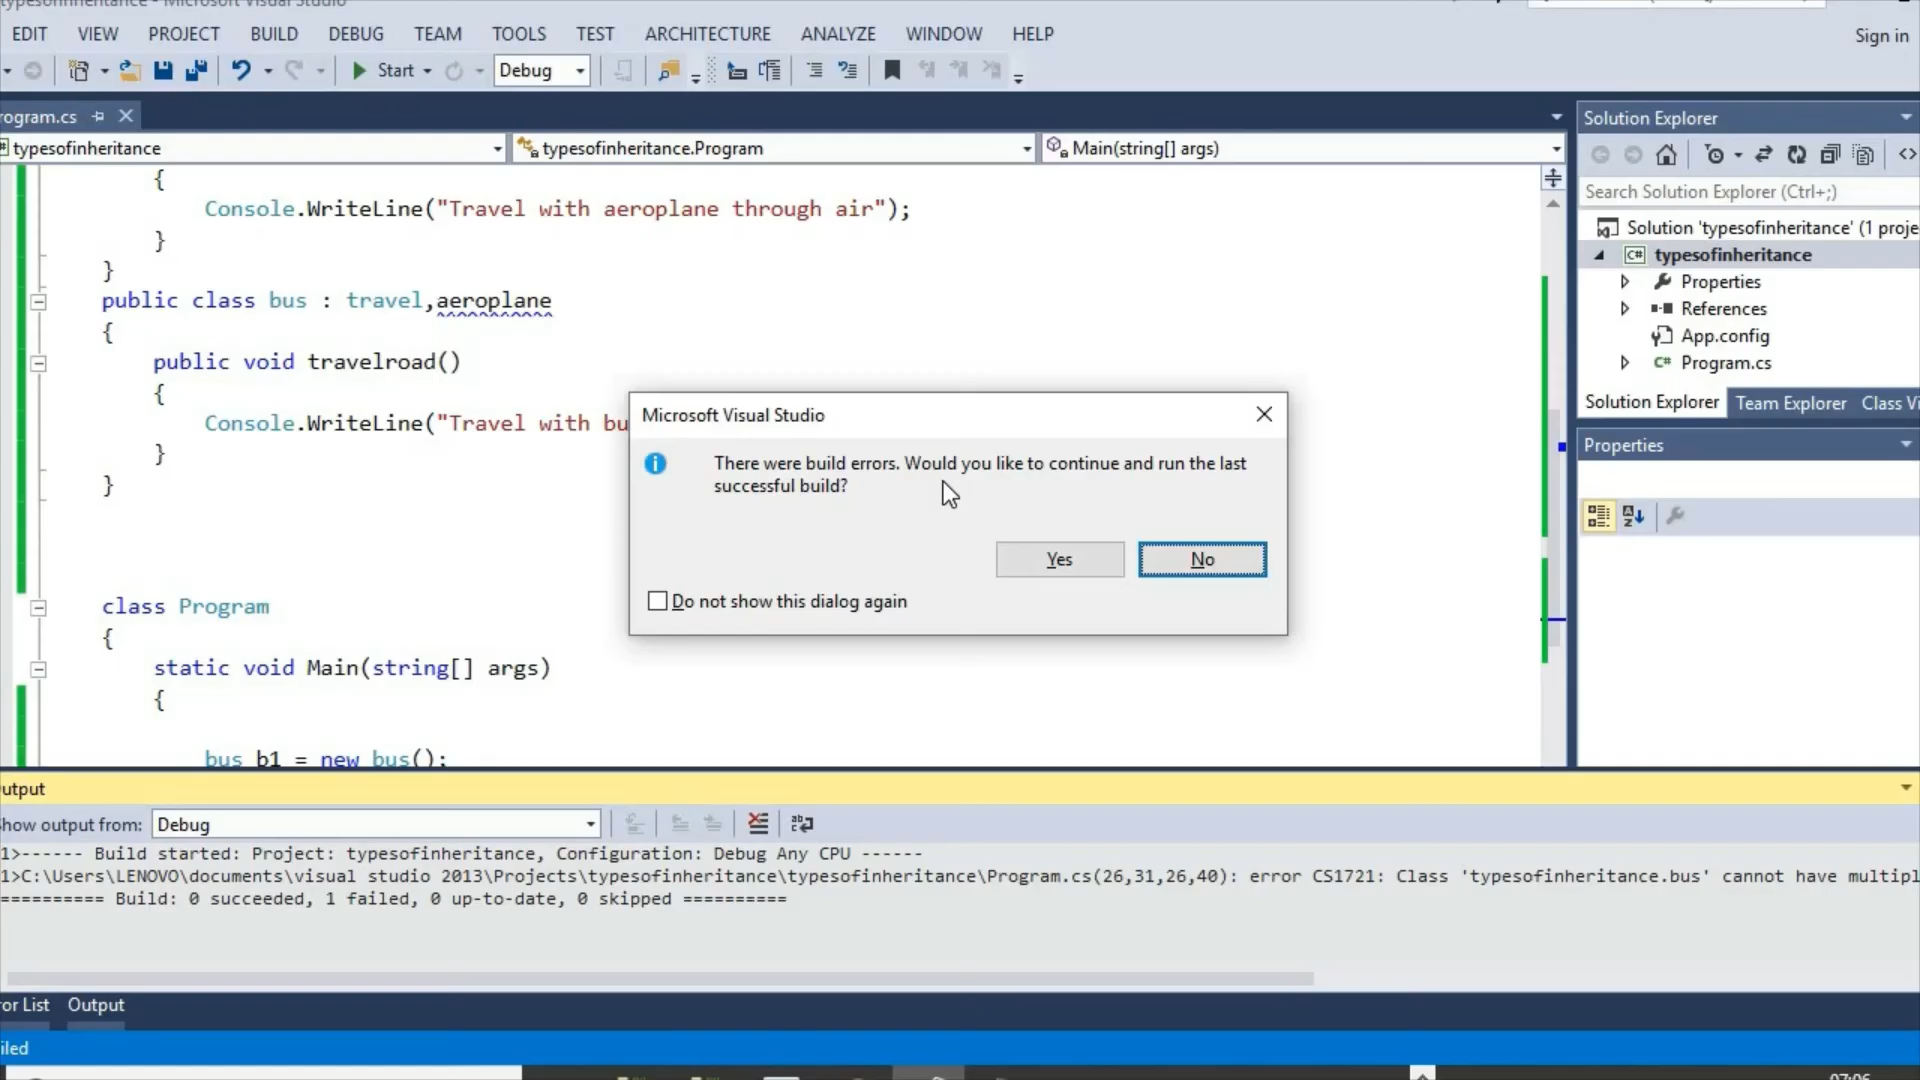 typesofinheritance - Microsoft Visual Studio
EDIT VIEW PROJECT BUILD DEBUG TEAM TOOLS TEST ARCHITECTURE ANALYZE WINDOW HELP
Sign in
Start Debug
rogram.cs
typesofinheritance
typesofinheritance.Program
Main(string[] args)
{
Console.WriteLine("Travel with aeroplane through air");
}
}
public class bus : travel,aeroplane
{
public void travelroad()
{
Console.WriteLine("Travel with bu
}
}
class Program
{
static void Main(string[] args)
{
bus b1 = new bus();
Microsoft Visual Studio
There were build errors. Would you like to continue and run the last
successful build?
Yes No
Do not show this dialog again
Solution Explorer
Search Solution Explorer (Ctrl+;)
Solution 'typesofinheritance' (1 proje
C# typesofinheritance
Properties
References
App.config
C# Program.cs
Solution Explorer Team Explorer Class Vi
Properties
utput
how output from: Debug
1>------ Build started: Project: typesofinheritance, Configuration: Debug Any CPU ------
1>C:\Users\LENOVO\documents\visual studio 2013\Projects\typesofinheritance\typesofinheritance\Program.cs(26,31,26,40): error CS1721: Class 'typesofinheritance.bus' cannot have multipl
========== Build: 0 succeeded, 1 failed, 0 up-to-date, 0 skipped ==========
or List Output
iled
07:06